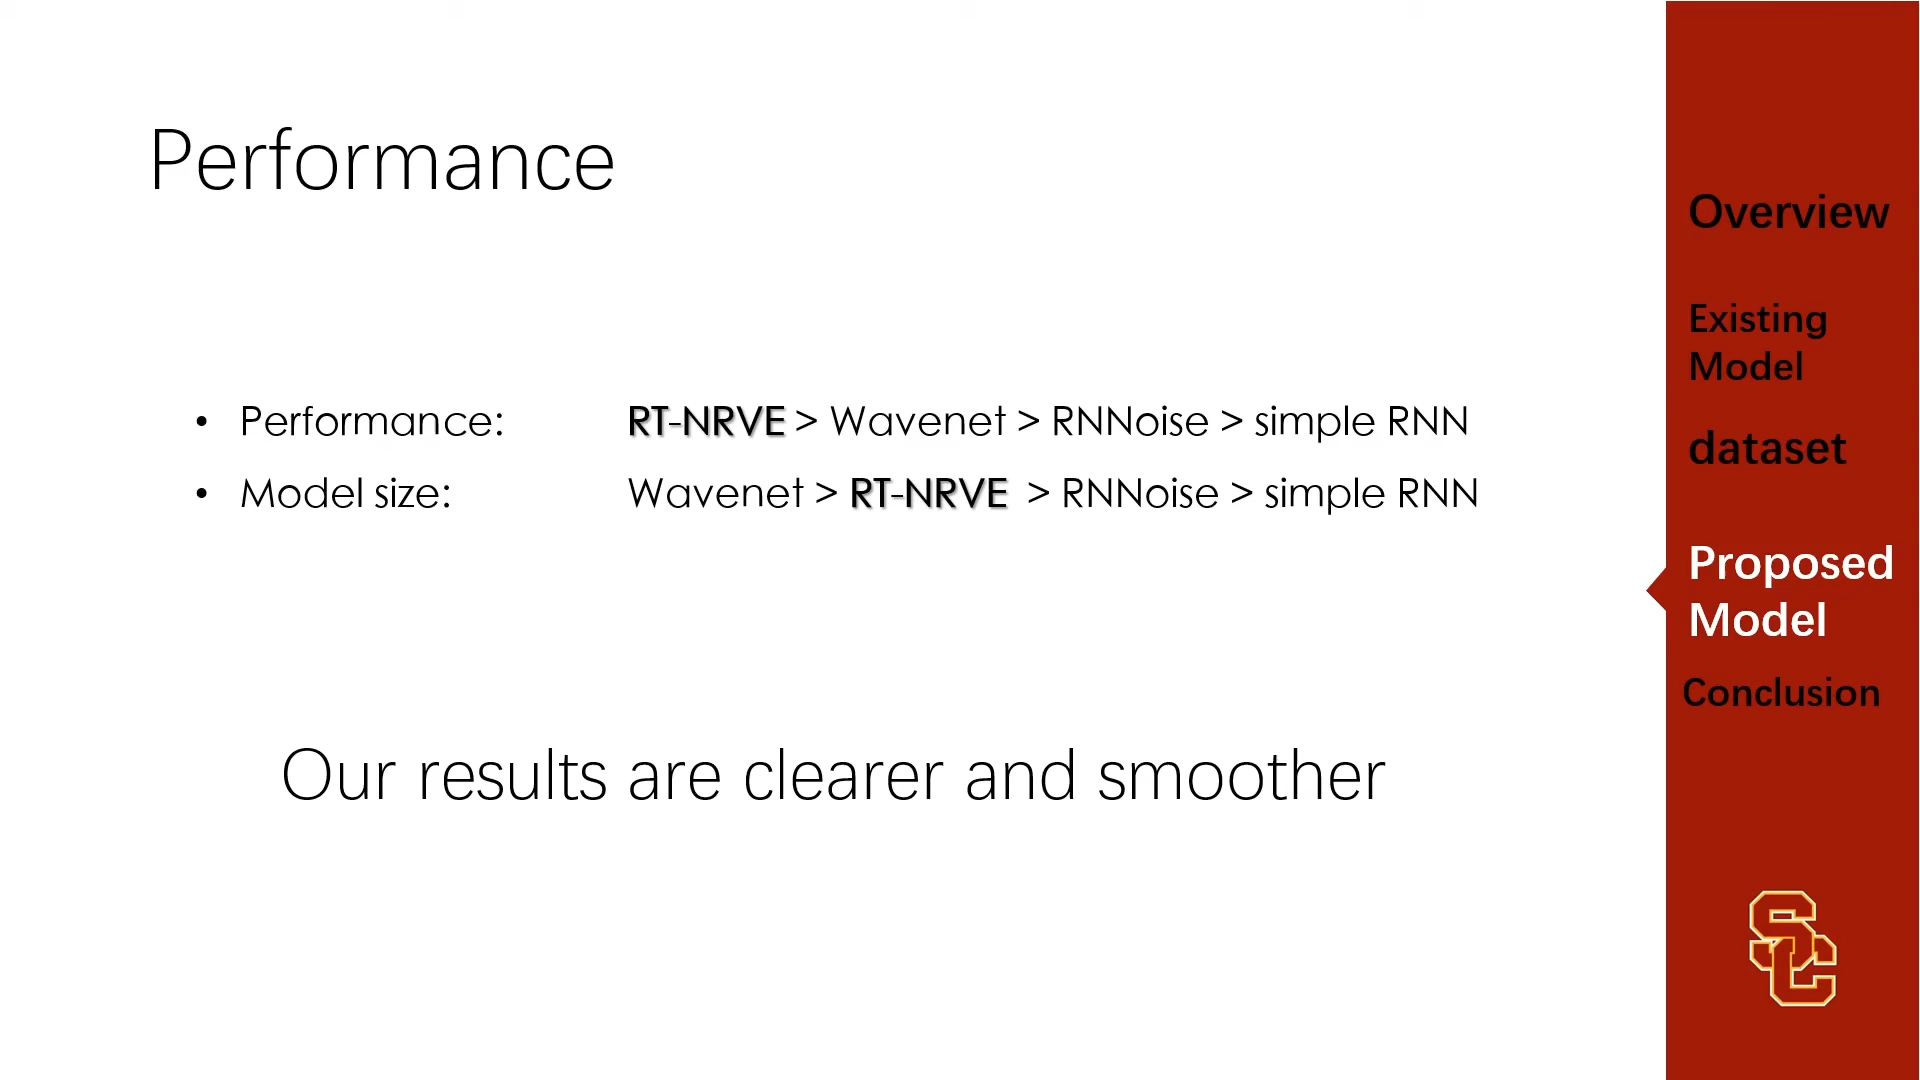 Performance
• Performance: RT-NRVE > Wavenet > RNNoise > simple RNN
• Model size: Wavenet > RT-NRVE > RNNoise > simple RNN
Our results are clearer and smoother
Overview
Existing
Model
dataset
Proposed
Model
Conclusion
SC